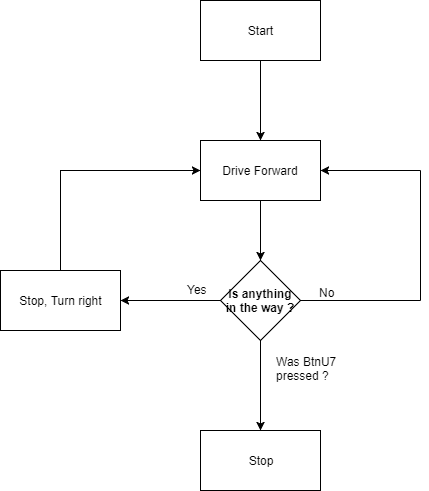 Start
Drive Forward
Is anything
in the way ?
Yes
No
Stop, Turn right
Was BtnU7
pressed ?
Stop